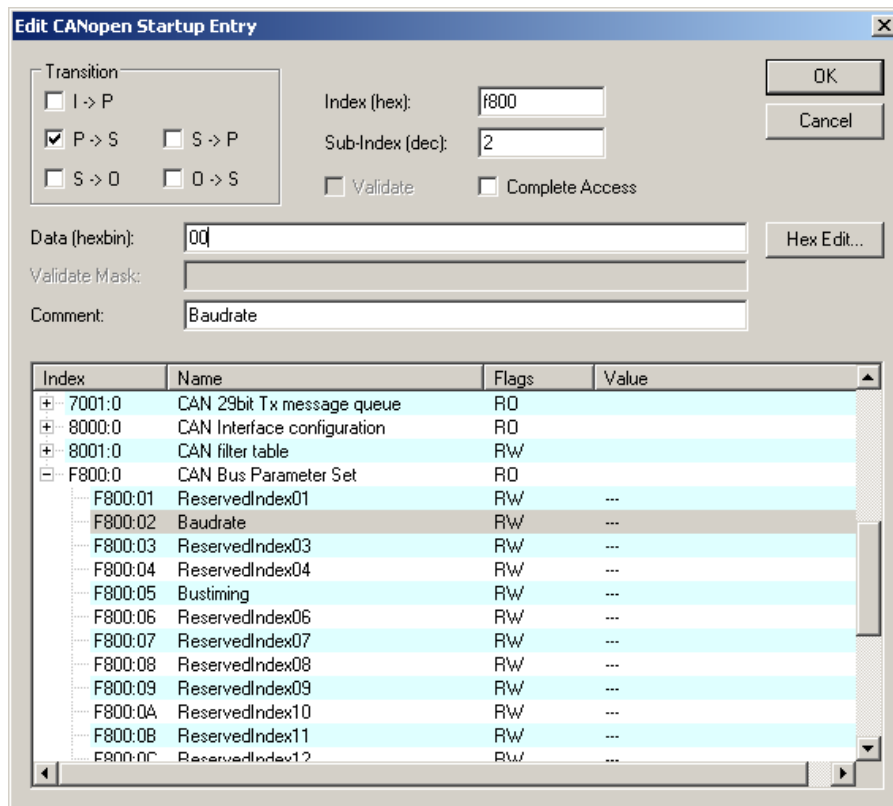 Edit CANopen Startup Entry
Transition
I -> P
P -> S
S -> P
S -> O
O -> S
Index (hex):
f800
Sub-Index (dec):
2
Validate
Complete Access
OK
Cancel
Data (hexbin):
00
Hex Edit...
Validate Mask:
Comment:
Baudrate
Index Name Flags Value
7001:0 CAN 29bit Tx message queue RO
8000:0 CAN Interface configuration RO
8001:0 CAN filter table RW
F800:0 CAN Bus Parameter Set RO
F800:01 ReservedIndex01 RW ---
F800:02 Baudrate RW ---
F800:03 ReservedIndex03 RW ---
F800:04 ReservedIndex04 RW ---
F800:05 Bustiming RW ---
F800:06 ReservedIndex06 RW ---
F800:07 ReservedIndex07 RW ---
F800:08 ReservedIndex08 RW ---
F800:09 ReservedIndex09 RW ---
F800:0A ReservedIndex10 RW ---
F800:0B ReservedIndex11 RW ---
F800:0C ReservedIndex12 RW ---